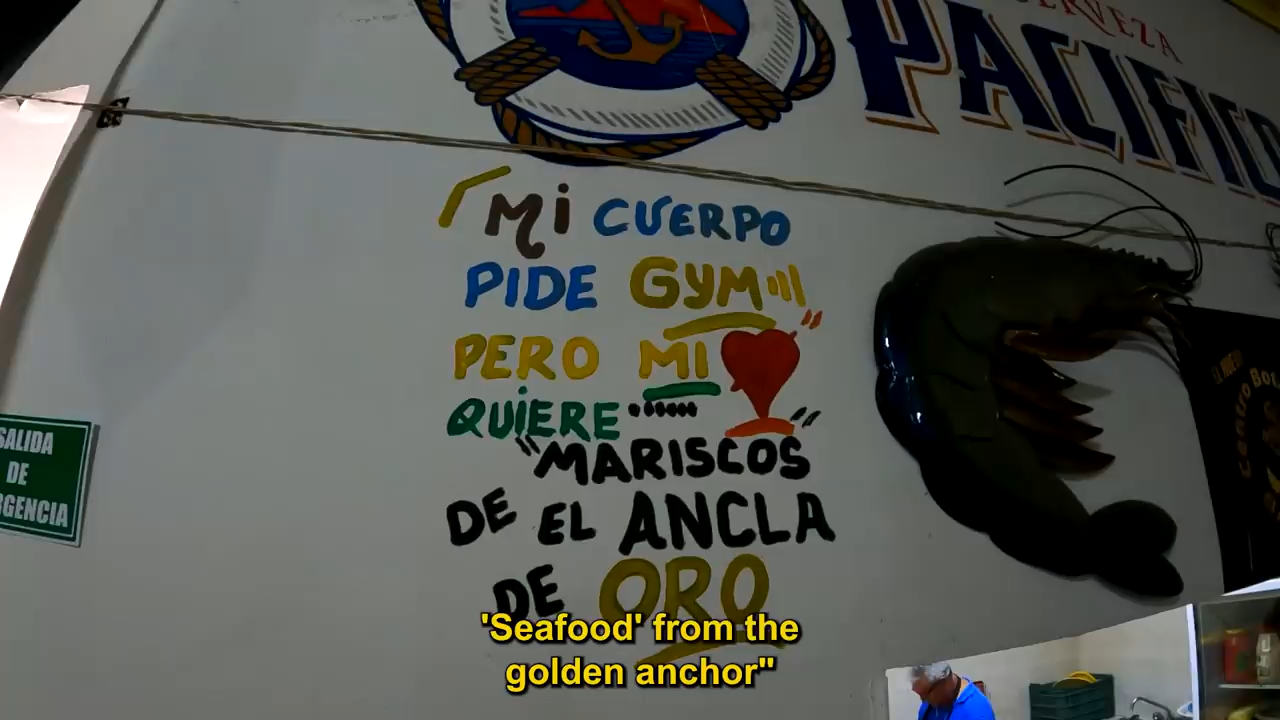 CERVEZA
PACIFICO
"Mi CUERPO
PIDE GYM
PERO MI
QUiERE ......
"MARISCOS
DE EL ANCLA
DE ORO
SALIDA
DE
'Seafood' from the
golden anchor"